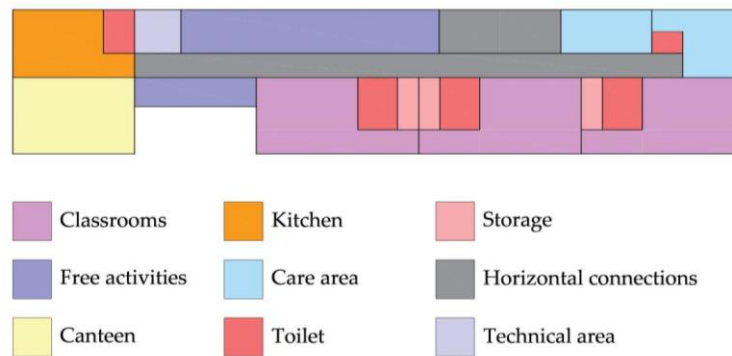 Classrooms
Kitchen
Storage
Free activities
Care area
Horizontal connections
Canteen
Toilet
Technical area